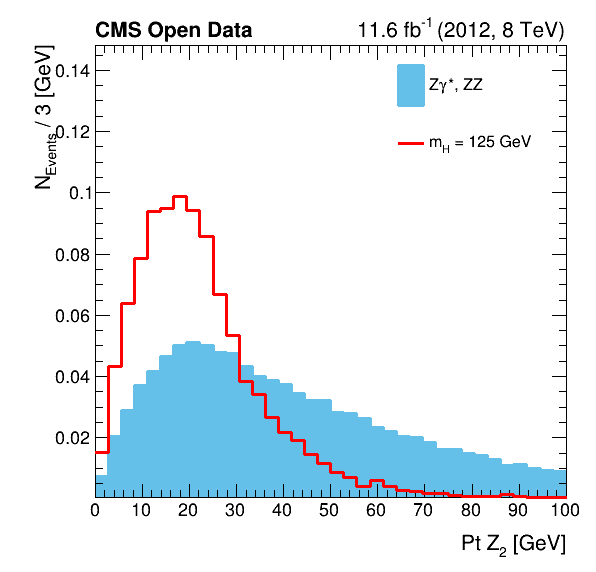 CMS Open Data
11.6 fb⁻¹ (2012, 8 TeV)
N_Events / 3 [GeV]
0.14
0.12
0.1
0.08
0.06
0.04
0.02
Zγ*, ZZ
m_H = 125 GeV
0 10 20 30 40 50 60 70 80 90 100
Pt Z₂ [GeV]